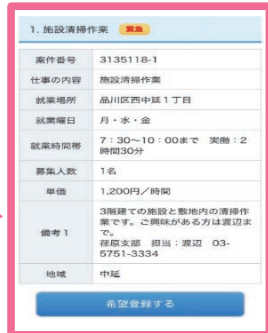 1. 施設清掃作業 緊急
案件番号 3135118-1
仕事の内容 施設清掃作業
就業場所 品川区西中延1丁目
就業曜日 月・水・金
就業時間帯 7：30～10：00まで 実働：2
時間30分
募集人数 1名
単価 1,200円／時間
備考1 3階建ての施設と敷地内の清掃作
業です。ご興味がある方は渡辺ま
で。
荏原支部 担当：渡辺 03-
5751-3334
地域 中延
希望登録する